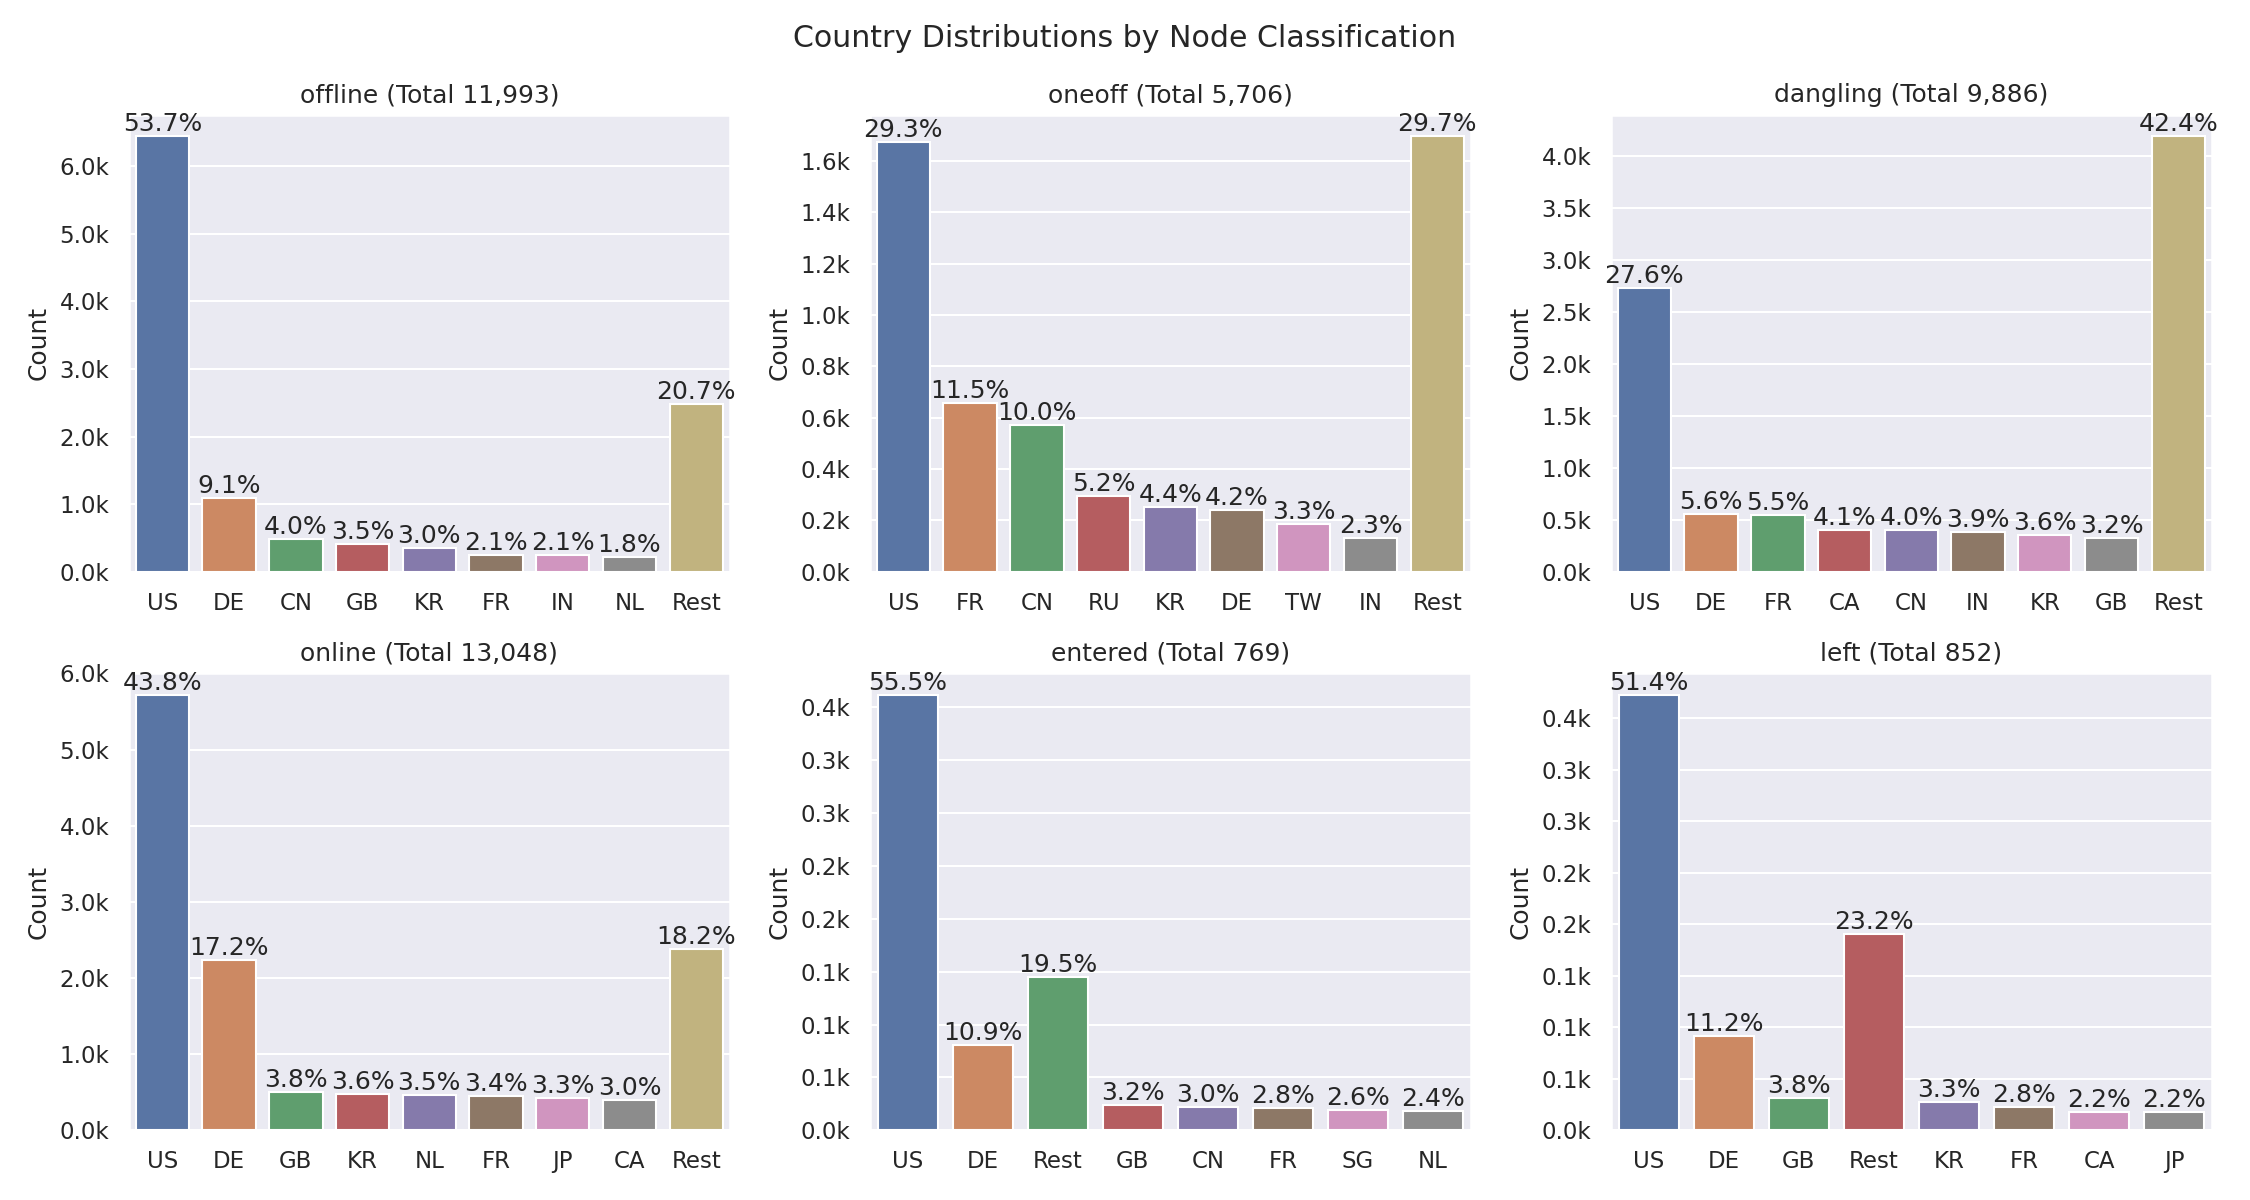 Country Distributions by Node Classification
offline (Total 11,993)
Count
6.0k
5.0k
4.0k
3.0k
2.0k
1.0k
0.0k
53.7%
9.1%
4.0%
3.5%
3.0%
2.1%
2.1%
1.8%
20.7%
US DE CN GB KR FR IN NL Rest
oneoff (Total 5,706)
Count
1.6k
1.4k
1.2k
1.0k
0.8k
0.6k
0.4k
0.2k
0.0k
29.3%
11.5%
10.0%
5.2%
4.4%
4.2%
3.3%
2.3%
29.7%
US FR CN RU KR DE TW IN Rest
dangling (Total 9,886)
Count
4.0k
3.5k
3.0k
2.5k
2.0k
1.5k
1.0k
0.5k
0.0k
27.6%
5.6%
5.5%
4.1%
4.0%
3.9%
3.6%
3.2%
42.4%
US DE FR CA CN IN KR GB Rest
online (Total 13,048)
Count
6.0k
5.0k
4.0k
3.0k
2.0k
1.0k
0.0k
43.8%
17.2%
3.8%
3.6%
3.5%
3.4%
3.3%
3.0%
18.2%
US DE GB KR NL FR JP CA Rest
entered (Total 769)
Count
0.4k
0.3k
0.3k
0.2k
0.2k
0.1k
0.1k
0.1k
0.0k
55.5%
10.9%
19.5%
3.2%
3.0%
2.8%
2.6%
2.4%
US DE Rest GB CN FR SG NL
left (Total 852)
Count
0.4k
0.3k
0.3k
0.2k
0.2k
0.1k
0.1k
0.1k
0.0k
51.4%
11.2%
3.8%
23.2%
3.3%
2.8%
2.2%
2.2%
US DE GB Rest KR FR CA JP